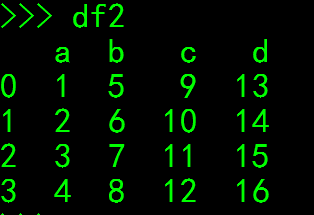 >>> df2
   a  b   c   d
0  1  5   9  13
1  2  6  10  14
2  3  7  11  15
3  4  8  12  16
>>>